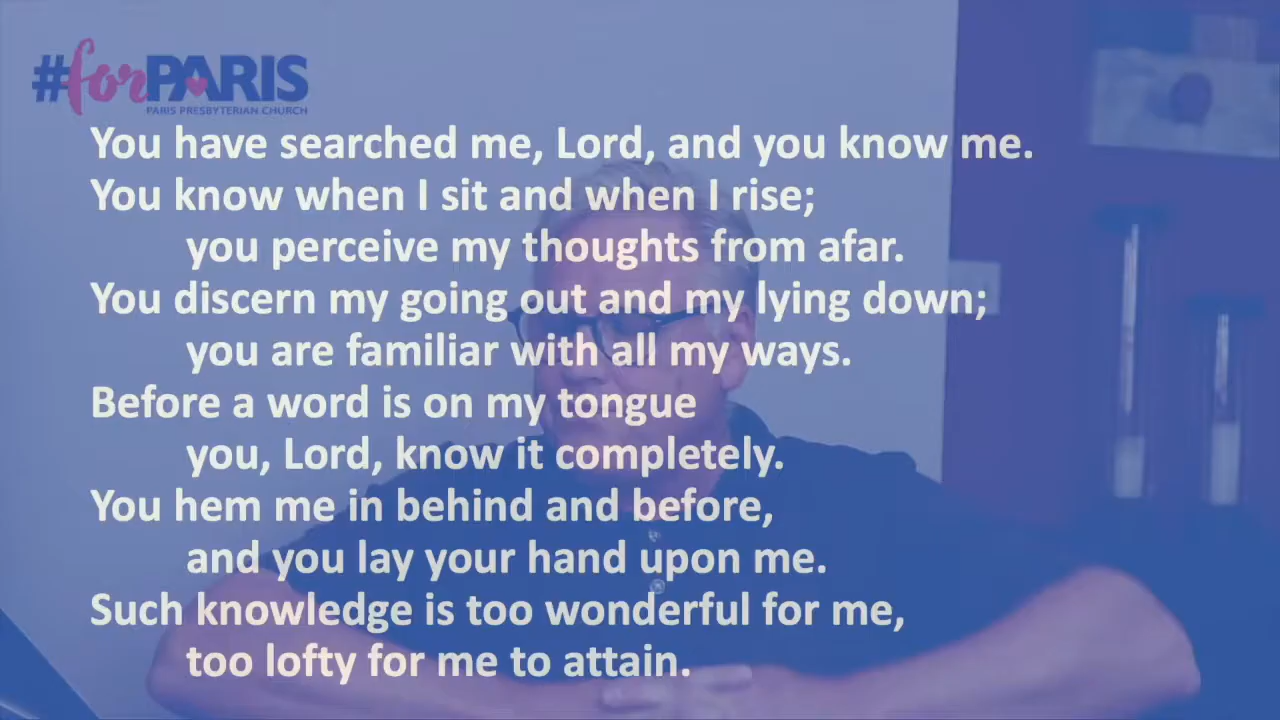 #forPARIS
PARIS PRESBYTERIAN CHURCH
You have searched me, Lord, and you know me.
You know when I sit and when I rise;
you perceive my thoughts from afar.
You discern my going out and my lying down;
you are familiar with all my ways.
Before a word is on my tongue
you, Lord, know it completely.
You hem me in behind and before,
and you lay your hand upon me.
Such knowledge is too wonderful for me,
too lofty for me to attain.